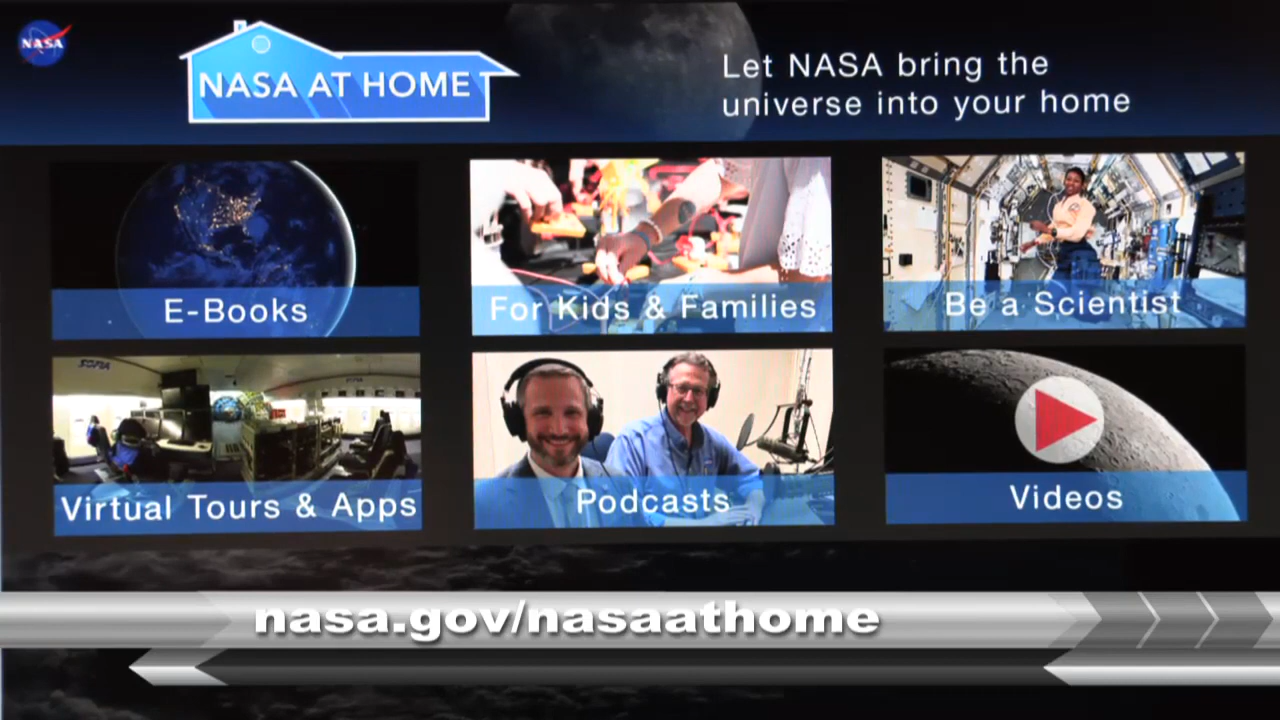 NASA
NASA AT HOME
Let NASA bring the
universe into your home
E-Books
For Kids & Families
Be a Scientist
SOFIA
Virtual Tours & Apps
Podcasts
Videos
nasa.gov/nasaathome